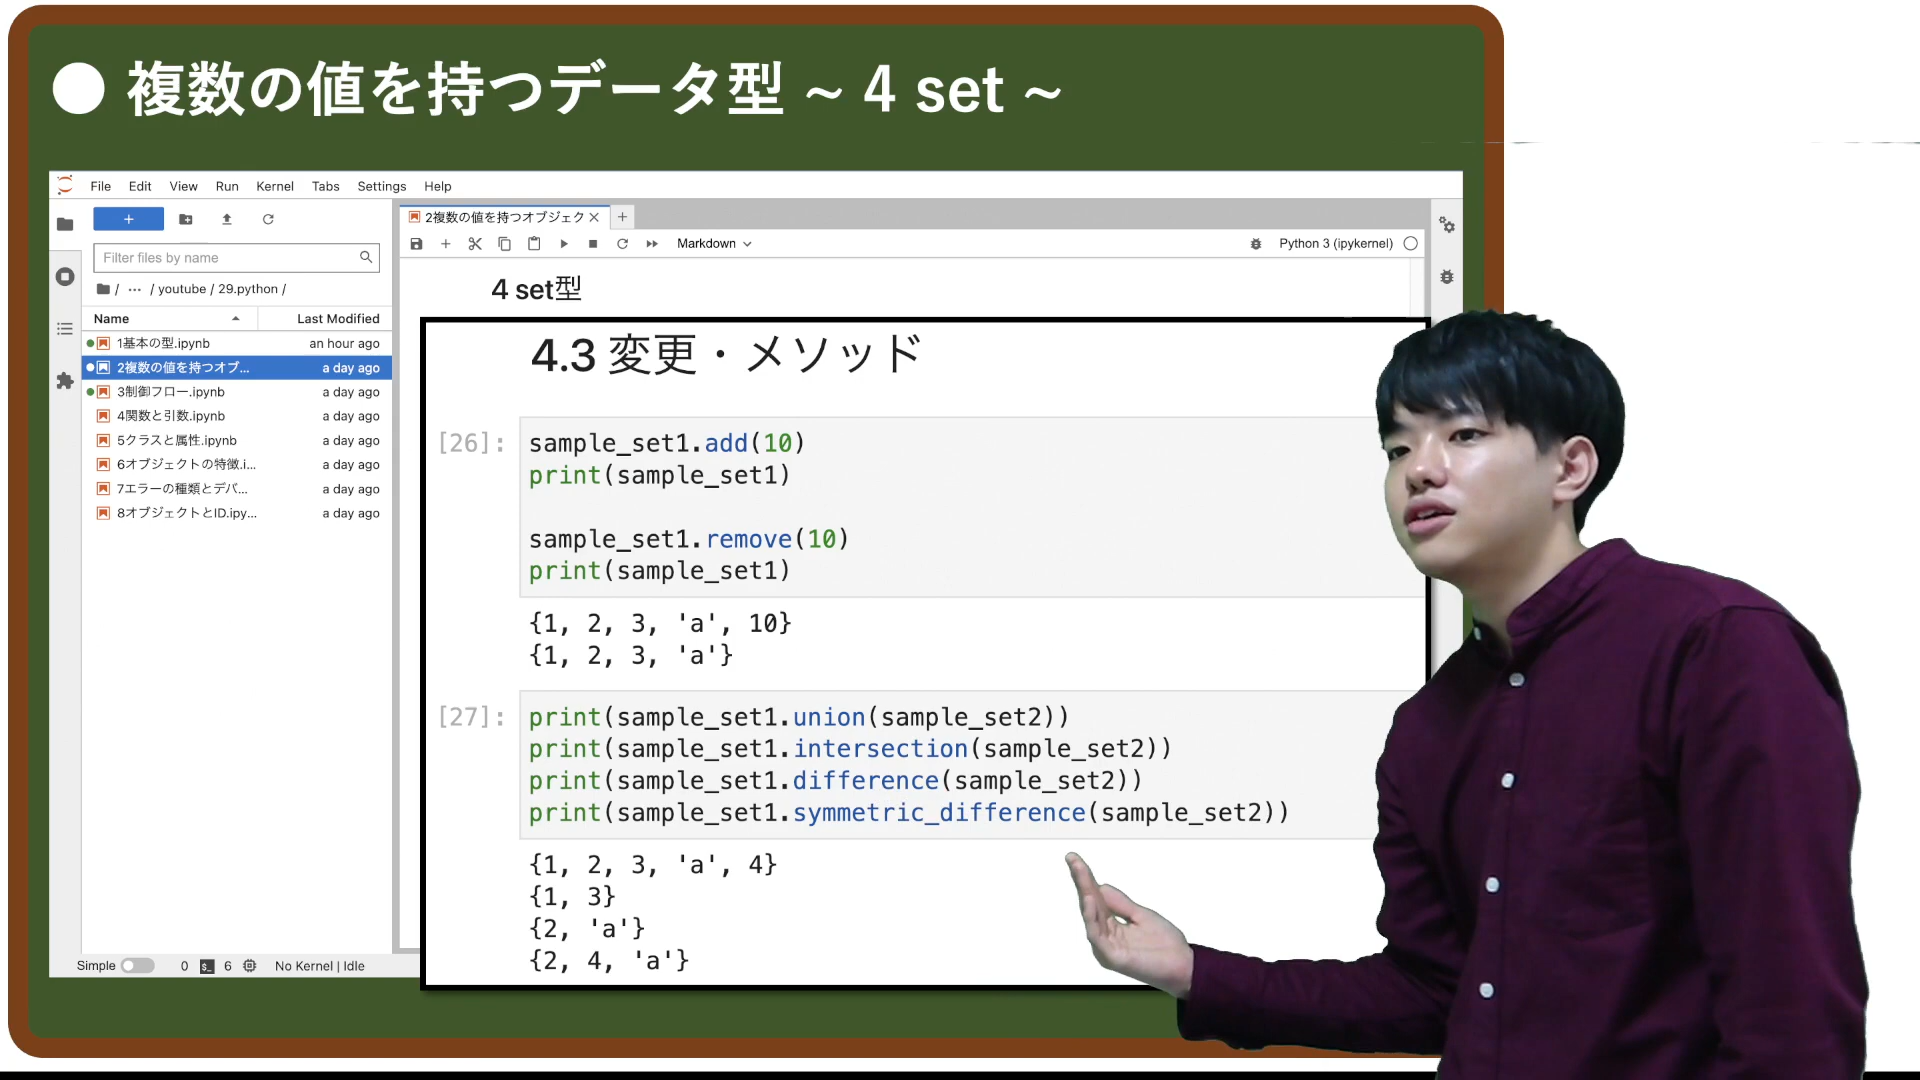 ● 複数の値を持つデータ型 ~ 4 set ~
File Edit View Run Kernel Tabs Settings Help
2複数の値を持つオブジェク
Filter files by name
Markdown
Python 3 (ipykernel)
/ ··· / youtube / 29.python /
Name Last Modified
1基本の型.ipynb an hour ago
2複数の値を持つオブ... a day ago
3制御フロー.ipynb a day ago
4関数と引数.ipynb a day ago
5クラスと属性.ipynb a day ago
6オブジェクトの特徴.i... a day ago
7エラーの種類とデバ... a day ago
8オブジェクトとID.ipy... a day ago
4 set型
4.3 変更・メソッド
[26]: sample_set1.add(10)
print(sample_set1)
sample_set1.remove(10)
print(sample_set1)
{1, 2, 3, 'a', 10}
{1, 2, 3, 'a'}
[27]: print(sample_set1.union(sample_set2))
print(sample_set1.intersection(sample_set2))
print(sample_set1.difference(sample_set2))
print(sample_set1.symmetric_difference(sample_set2))
{1, 2, 3, 'a', 4}
{1, 3}
{2, 'a'}
{2, 4, 'a'}
Simple 0 $_ 6 No Kernel | Idle